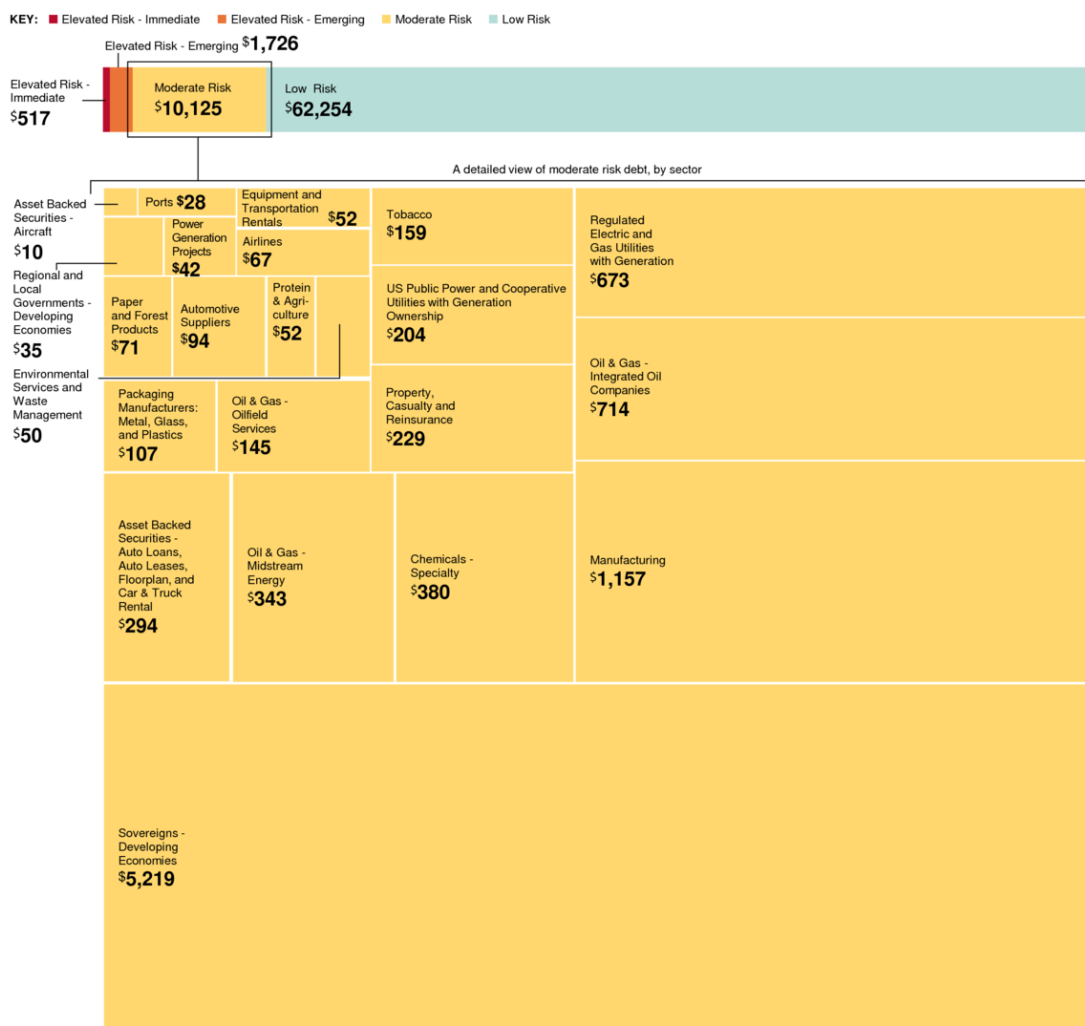 KEY: Elevated Risk - Immediate Elevated Risk - Emerging Moderate Risk Low Risk
Elevated Risk - Emerging $1,726
Elevated Risk -
Immediate
$517
Moderate Risk
$10,125
Low Risk
$62,254
A detailed view of moderate risk debt, by sector
Asset Backed
Securities -
Aircraft
$10
Regional and
Local
Governments -
Developing
Economies
$35
Environmental
Services and
Waste
Management
$50
Ports $28
Equipment and
Transportation
Rentals $52
Power
Generation
Projects
$42
Airlines
$67
Paper
and Forest
Products
$71
Automotive
Suppliers
$94
Protein
& Agri-
culture
$52
Packaging
Manufacturers:
Metal, Glass,
and Plastics
$107
Oil & Gas -
Oilfield
Services
$145
Tobacco
$159
US Public Power and Cooperative
Utilities with Generation
Ownership
$204
Property,
Casualty and
Reinsurance
$229
Regulated
Electric and
Gas Utilities
with Generation
$673
Oil & Gas -
Integrated Oil
Companies
$714
Asset Backed
Securities -
Auto Loans,
Auto Leases,
Floorplan, and
Car & Truck
Rental
$294
Oil & Gas -
Midstream
Energy
$343
Chemicals -
Specialty
$380
Manufacturing
$1,157
Sovereigns -
Developing
Economies
$5,219